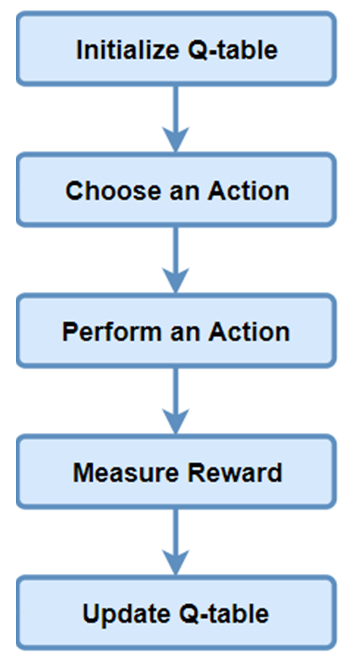 Initialize Q-table
Choose an Action
Perform an Action
Measure Reward
Update Q-table